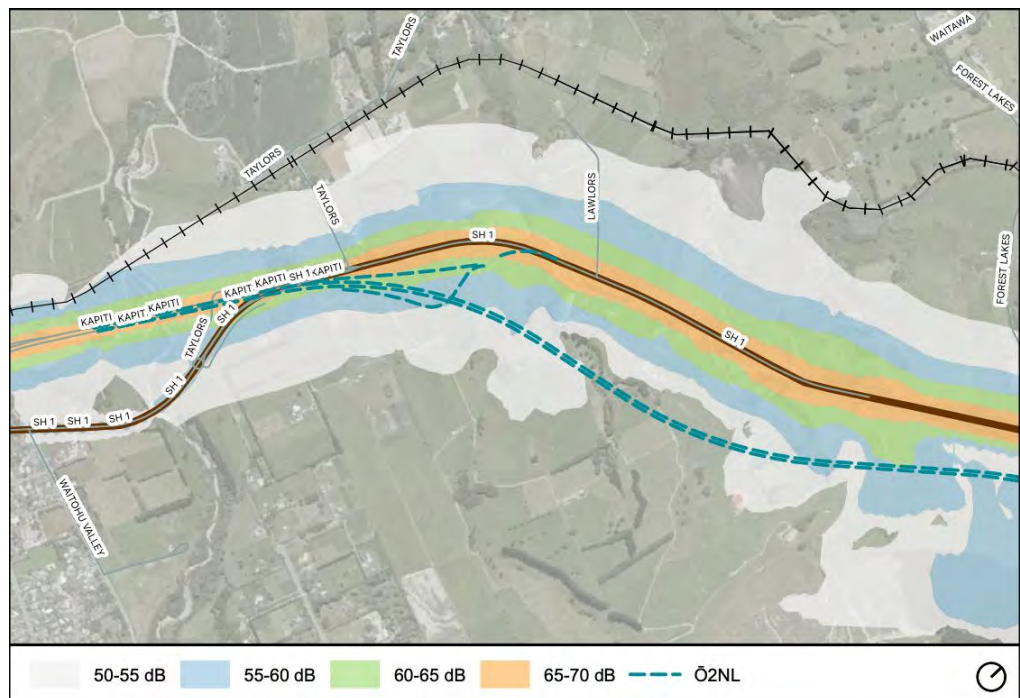 WAITAWA
TAYLORS
FOREST LAKES
TAYLORS
TAYLORS
LAWLORS
SH 1
SH 1
KAPITI
KAPIT
KAPITI
KAPITI
KAPIT
KAPITI
SH 1
TAYLORS
FOREST LAKES
SH 1
SH 1
SH 1 SH 1 SH 1
WAITOHU VALLEY
50-55 dB 55-60 dB 60-65 dB 65-70 dB Ō2NL